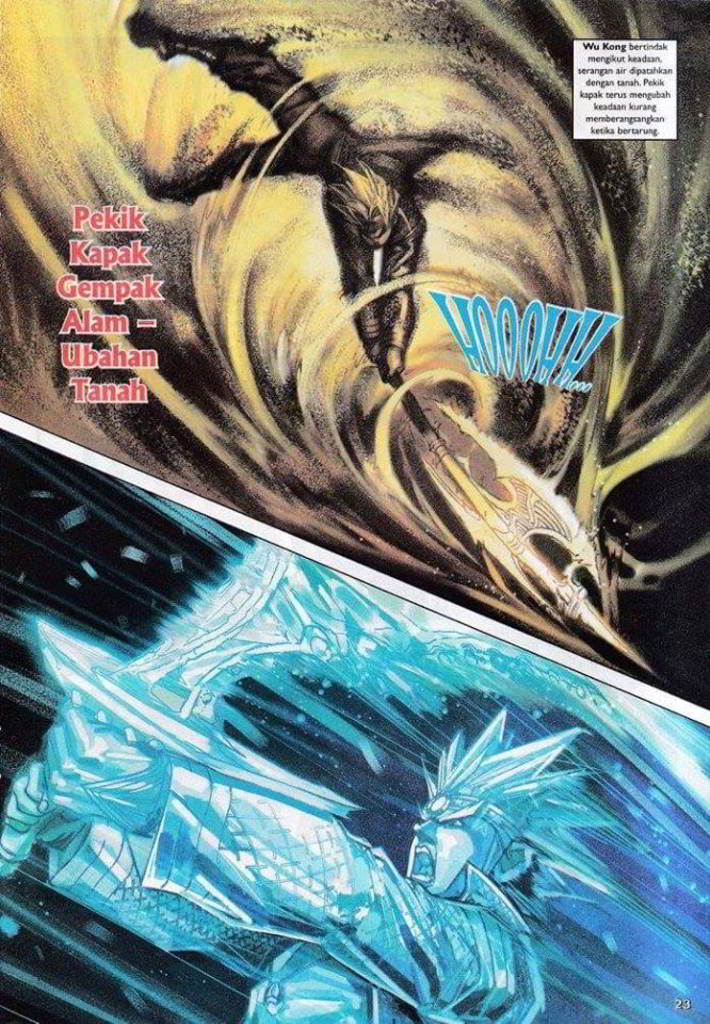 Wu Kong bertindak
mengikut keadaan,
serangan air dipatahkan
dengan tanah. Pekik
kapak terus mengubah
keadaan kurang
memberangsangkan
ketika bertarung.
Pekik
Kapak
Gempak
Alam –
Ubahan
Tanah
HOOOHH...
23